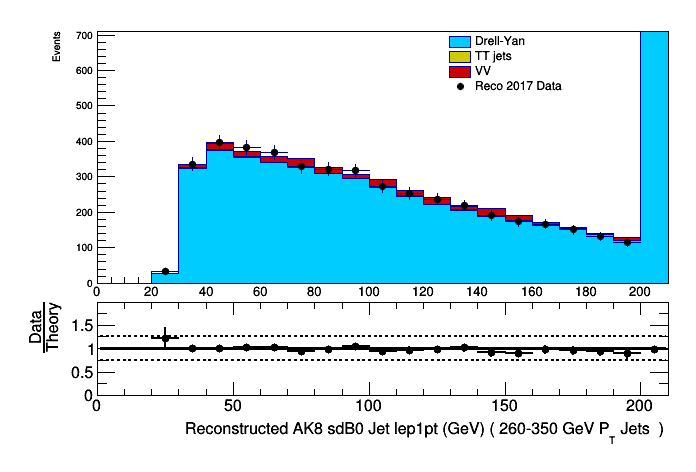 Events
700
600
500
400
300
200
100
0
Drell-Yan
TT jets
VV
Reco 2017 Data
0 20 40 60 80 100 120 140 160 180 200
Data
Theory
1.5
1
0.5
0
0 50 100 150 200
Reconstructed AK8 sdB0 Jet lep1pt (GeV) ( 260-350 GeV P_T Jets )